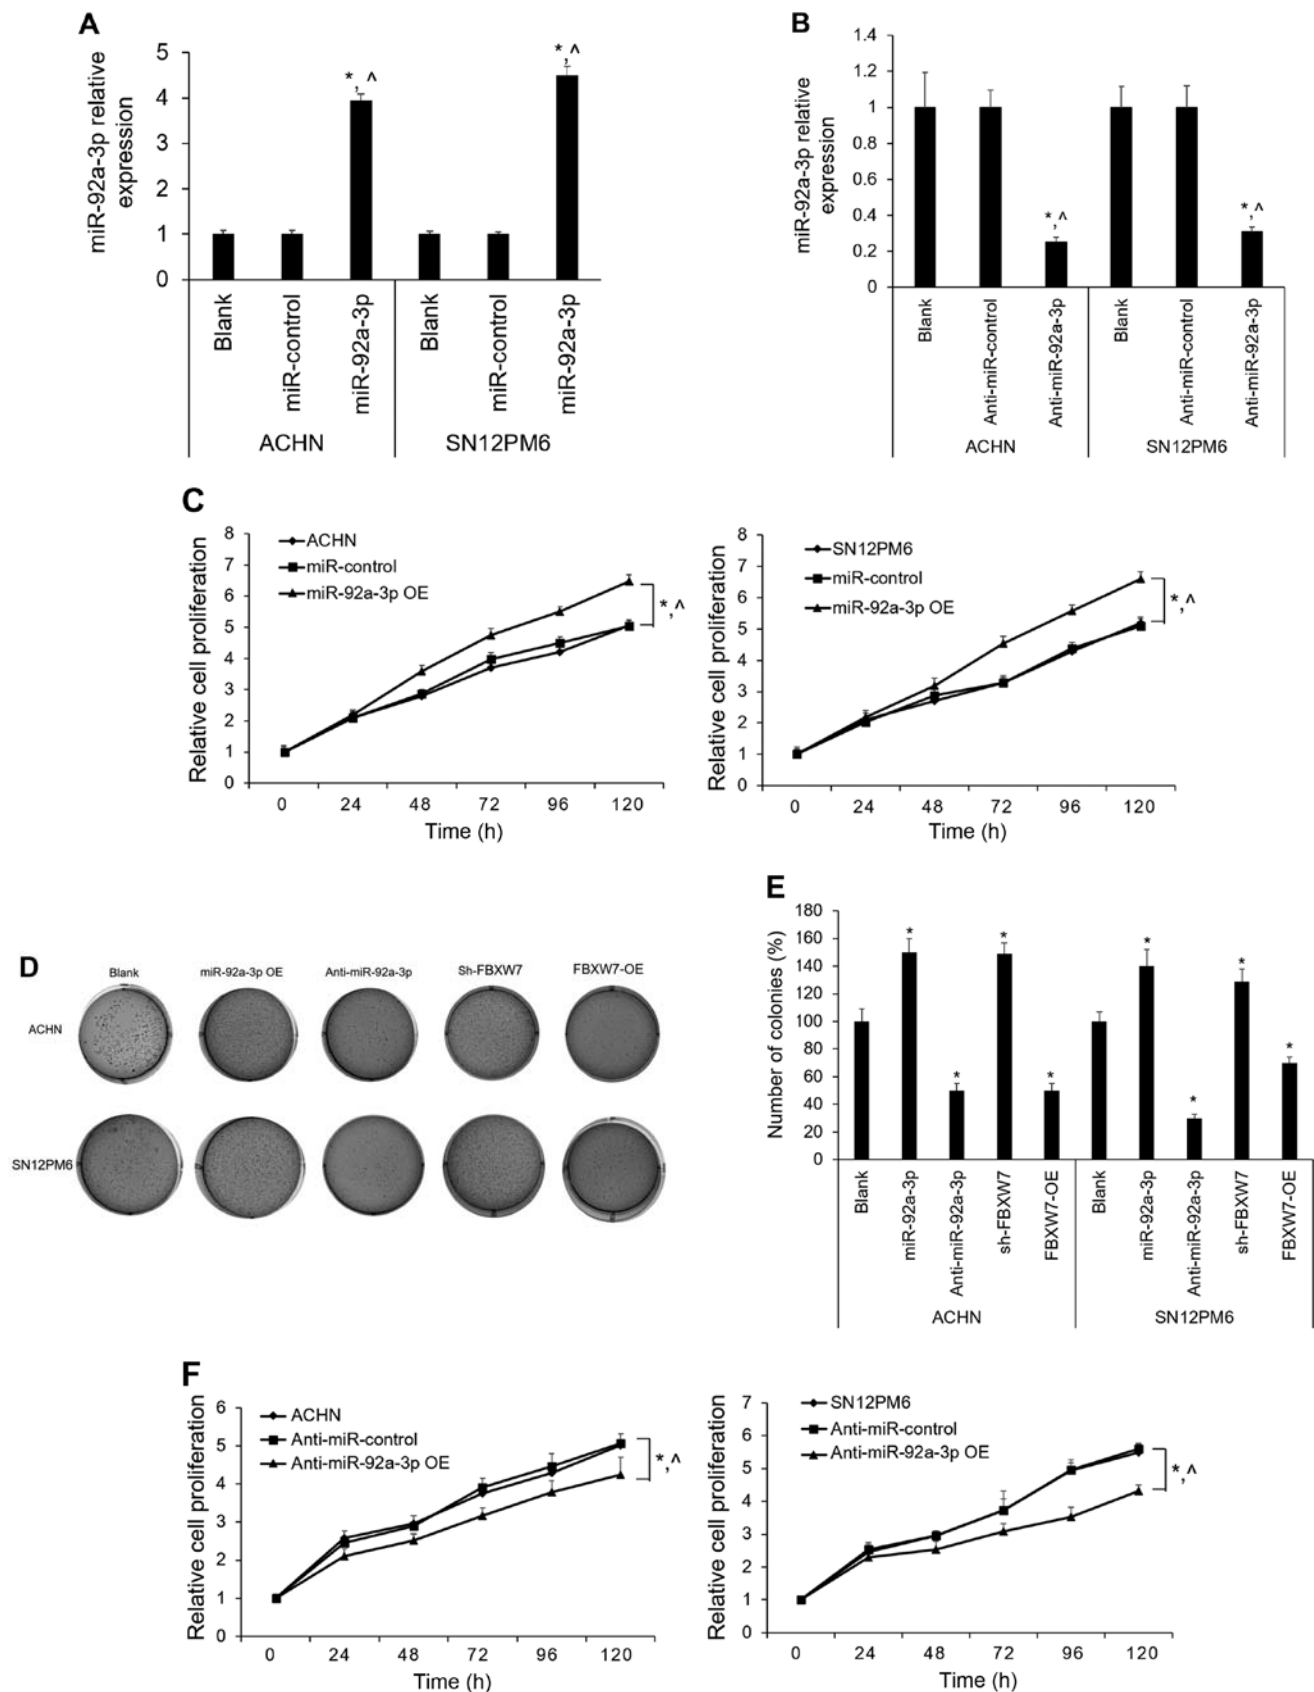 A
miR-92a-3p relative
expression
5
4
3
2
1
0
*,^
*,^
Blank
miR-control
miR-92a-3p
Blank
miR-control
miR-92a-3p
ACHN
SN12PM6
B
miR-92a-3p relative
expression
1.4
1.2
1
0.8
0.6
0.4
0.2
0
*,^
*,^
Blank
Anti-miR-control
Anti-miR-92a-3p
Blank
Anti-miR-control
Anti-miR-92a-3p
ACHN
SN12PM6
C
Relative cell proliferation
8
7
6
5
4
3
2
1
0
ACHN
miR-control
miR-92a-3p OE
*,^
0 24 48 72 96 120
Time (h)
Relative cell proliferation
8
7
6
5
4
3
2
1
0
SN12PM6
miR-control
miR-92a-3p OE
*,^
0 24 48 72 96 120
Time (h)
D
Blank miR-92a-3p OE Anti-miR-92a-3p Sh-FBXW7 FBXW7-OE
ACHN
SN12PM6
E
Number of colonies (%)
180
160
140
120
100
80
60
40
20
0
* * * * * * * *
Blank
miR-92a-3p
Anti-miR-92a-3p
sh-FBXW7
FBXW7-OE
Blank
miR-92a-3p
Anti-miR-92a-3p
sh-FBXW7
FBXW7-OE
ACHN
SN12PM6
F
Relative cell proliferation
6
5
4
3
2
1
0
ACHN
Anti-miR-control
Anti-miR-92a-3p OE
*,^
0 24 48 72 96 120
Time (h)
Relative cell proliferation
7
6
5
4
3
2
1
0
SN12PM6
Anti-miR-control
Anti-miR-92a-3p OE
*,^
0 24 48 72 96 120
Time (h)